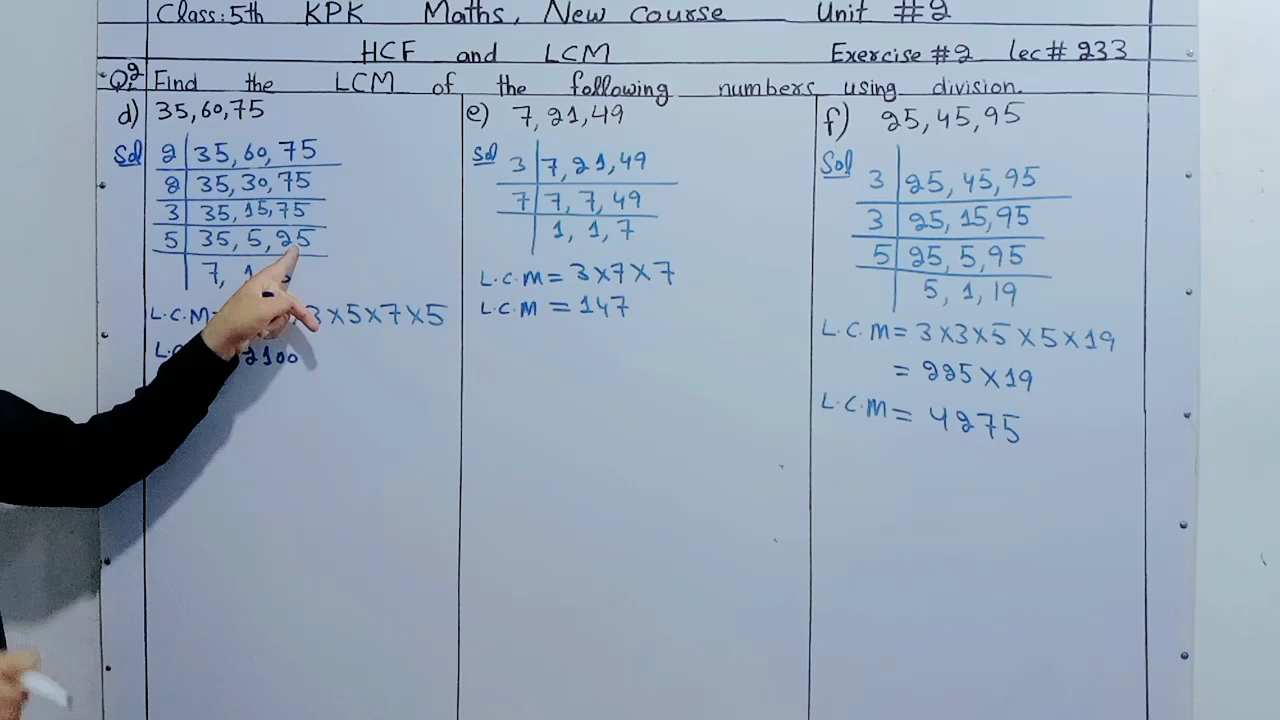 Class: 5th KPK Maths, New course Unit #2
HCF and LCM Exercise #2 lec# 233
Q2 Find the LCM of the following numbers using division.
d) 35, 60, 75
Sol 2 | 35, 60, 75
2 | 35, 30, 75
3 | 35, 15, 75
5 | 35, 5, 25
7, 1
L.C.M= 3×5×7×5
L.C 2100
e) 7, 21, 49
Sol 3 | 7, 21, 49
7 | 7, 7, 49
1, 1, 7
L.C.M = 3×7×7
L.C.M = 147
f) 25, 45, 95
Sol 3 | 25, 45, 95
3 | 25, 15, 95
5 | 25, 5, 95
5, 1, 19
L.C.M = 3×3×5×5×19
= 225×19
L.C.M = 4275